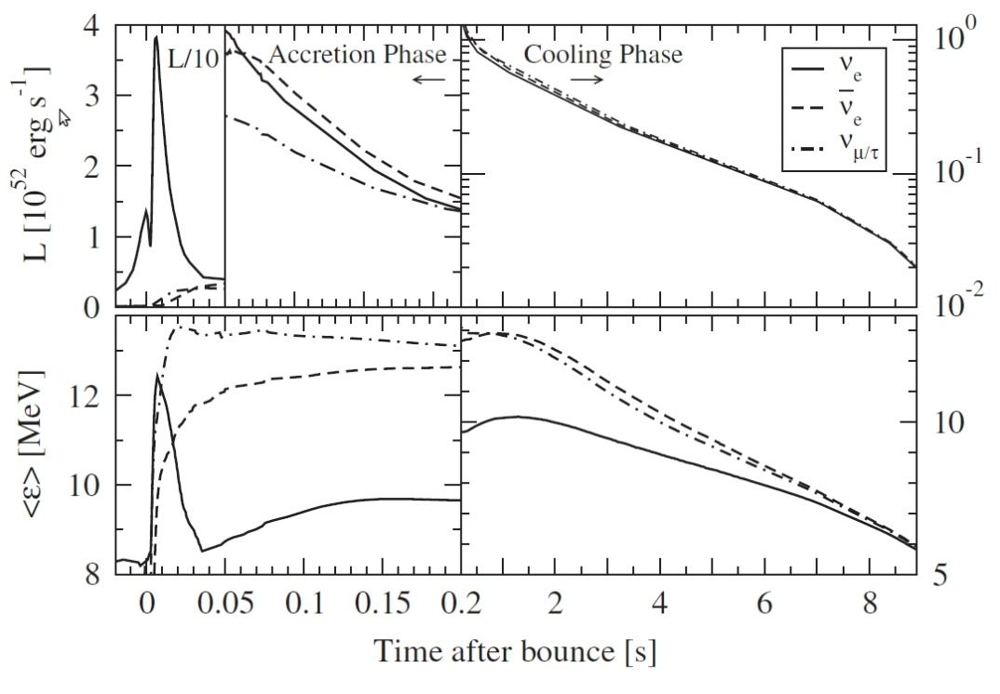 4
3
2
1
0
L [10^52 erg s^-1]
L/10
Accretion Phase
←
Cooling Phase
→
ν_e
ν̅_e
ν_μ/τ
10^0
10^-1
10^-2
12
10
8
<ε> [MeV]
10
5
0 0.05 0.1 0.15 0.2 2 4 6 8
Time after bounce [s]